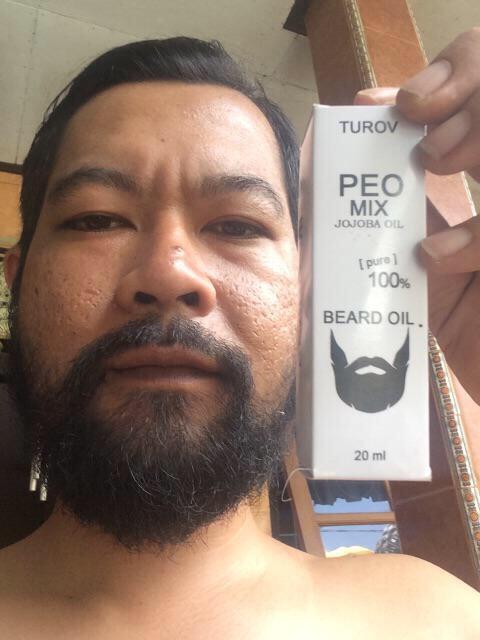 TUROV
PEO
MIX
JOJOBA OIL
[pure]
100%
BEARD OIL.
20 ml